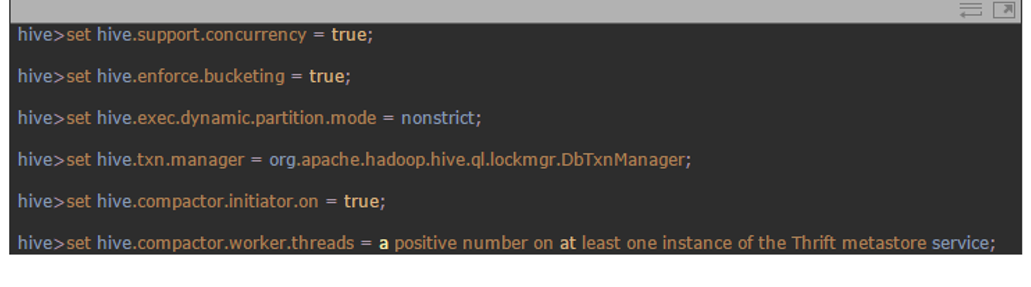 hive>set hive.support.concurrency = true;
hive>set hive.enforce.bucketing = true;
hive>set hive.exec.dynamic.partition.mode = nonstrict;
hive>set hive.txn.manager = org.apache.hadoop.hive.ql.lockmgr.DbTxnManager;
hive>set hive.compactor.initiator.on = true;
hive>set hive.compactor.worker.threads = a positive number on at least one instance of the Thrift metastore service;